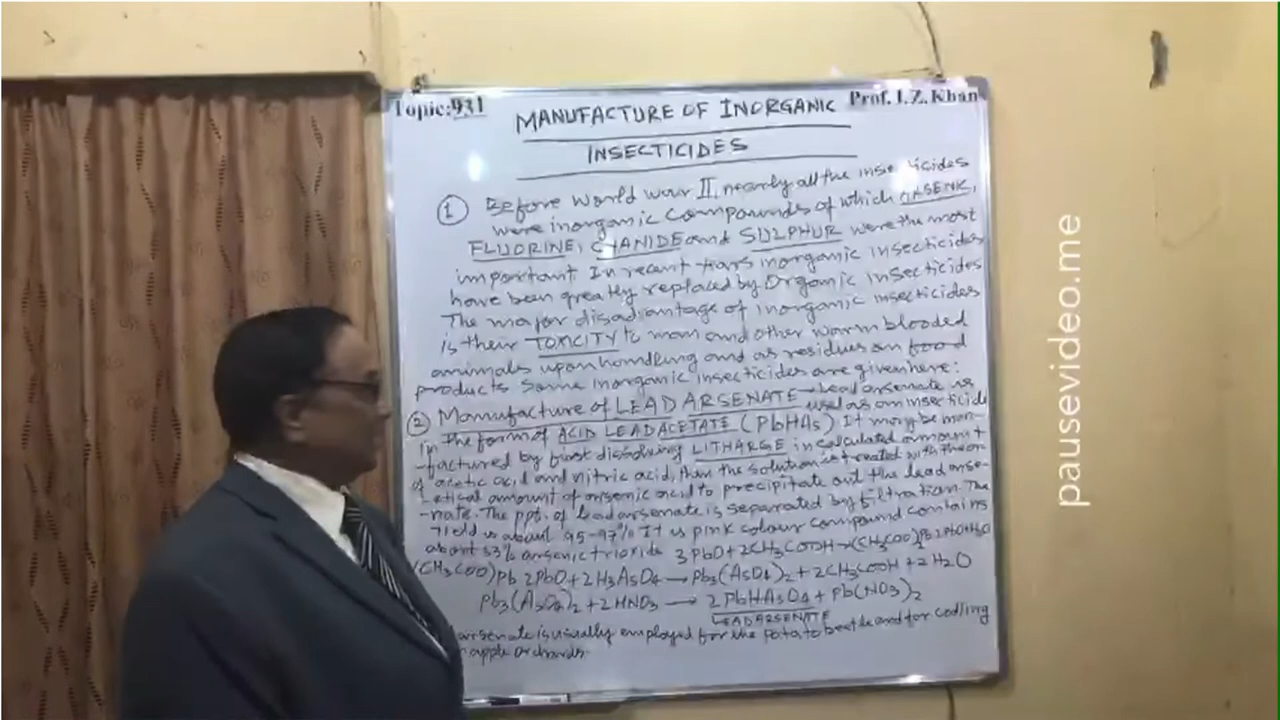 Topic:931
MANUFACTURE OF INORGANIC
Prof. I.Z. Khan
INSECTICIDES
① Before World War II, nearly all the insecticides
were inorganic compounds of which ARSENIC,
FLUORINE, CYANIDE and SULPHUR were the most
important In recent years inorganic insecticides
have been greatly replaced by Organic insecticides
The major disadvantage of inorganic insecticides
is their TOXICITY to man and other warm blooded
animals upon handling and as residues on food
products Some inorganic insecticides are given here:
② Manufacture of LEAD ARSENATE - Lead arsenate is
used as an insecticide
in the form of ACID LEAD ACETATE (PbHAs) It may be man-
-factured by first dissolving LITHARGE in calculated amount
of acetic acid and nitric acid, then the solution is treated with theor-
-etical amount of arsenic acid to precipitate out the lead arse-
-nate. The ppt. of lead arsenate is separated by filtration. The
yield is about 95-97% It is pink colour compound contains
about 33% arsenic trioxide 3PbO+2CH3COOH→(CH3COO)2Pb 2PbO+H2O
(CH3COO)Pb 2PbO+2H3AsO4→Pb3(AsO4)2+2CH3COOH+2H2O
Pb3(AsO4)2+2HNO3→2PbHAsO4+Pb(NO3)2
LEAD ARSENATE
arsenate is usually employed for the potato beetle and for codling
apple orchards.
pausevideo.me